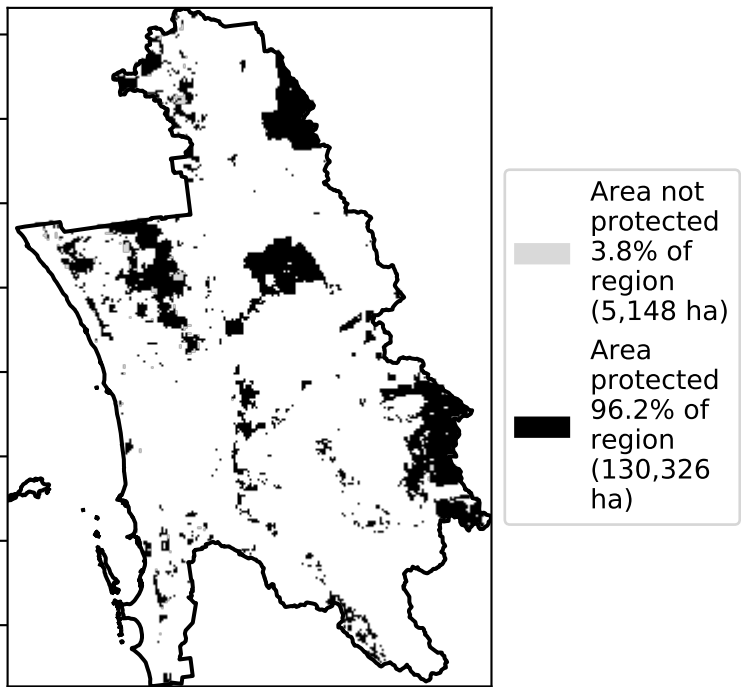 Area not
protected
3.8% of
region
(5,148 ha)
Area
protected
96.2% of
region
(130,326
ha)